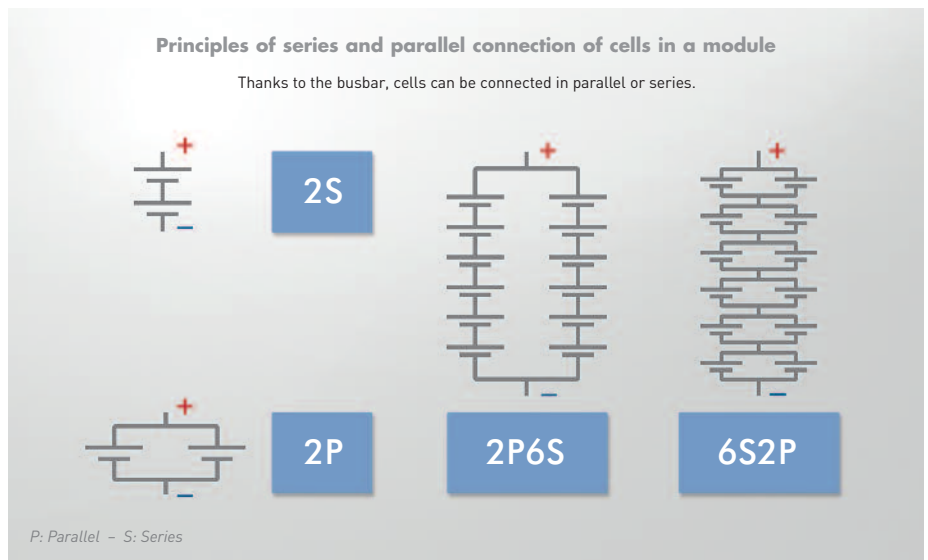 Principles of series and parallel connection of cells in a module
Thanks to the busbar, cells can be connected in parallel or series.
+
+
+
2S
–
+
2P
2P6S
6S2P
–
–
–
P: Parallel – S: Series